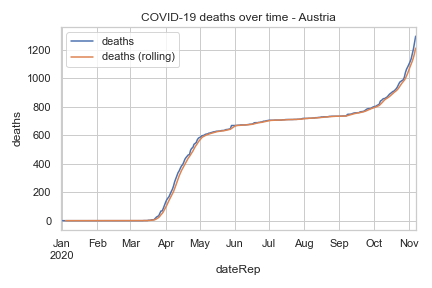 COVID-19 deaths over time - Austria
deaths
deaths (rolling)
1200
1000
800
600
400
200
0
deaths
Jan Feb Mar Apr May Jun Jul Aug Sep Oct Nov
2020
dateRep